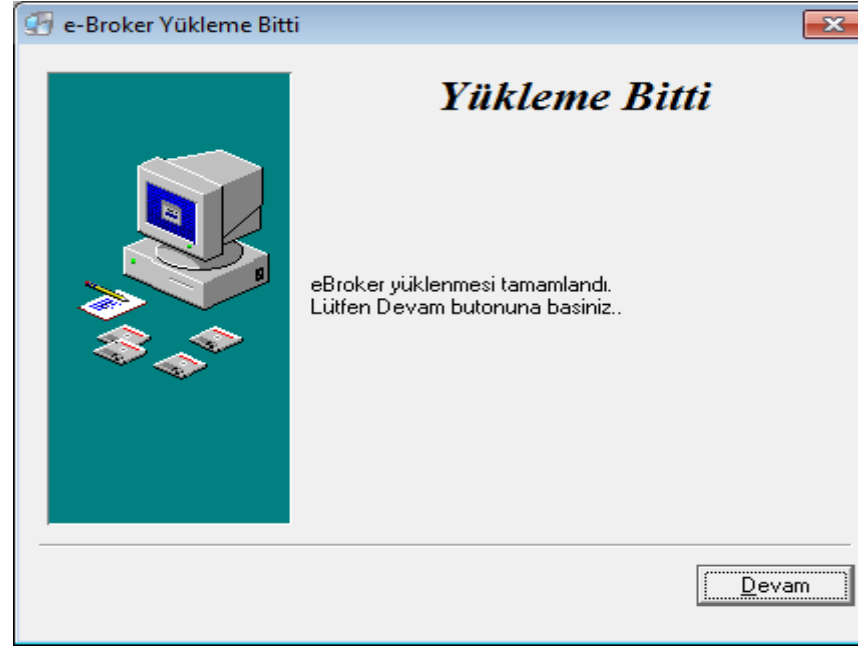 e-Broker Yükleme Bitti
Yükleme Bitti
eBroker yüklenmesi tamamlandı.
Lütfen Devam butonuna basiniz..
Devam